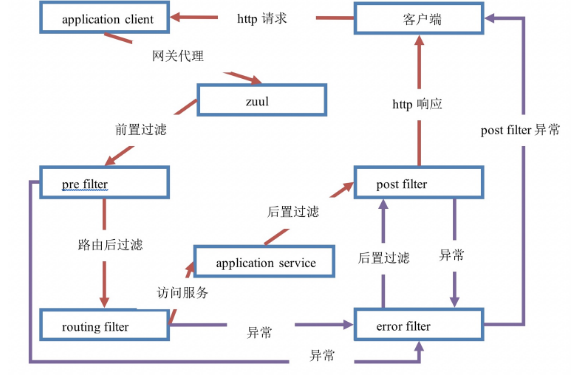 application client
http 请求
客户端
网关代理
zuul
http 响应
前置过滤
post filter 异常
pre filter
post filter
后置过滤
路由后过滤
application service
后置过滤
异常
访问服务
routing filter
异常
error filter
异常